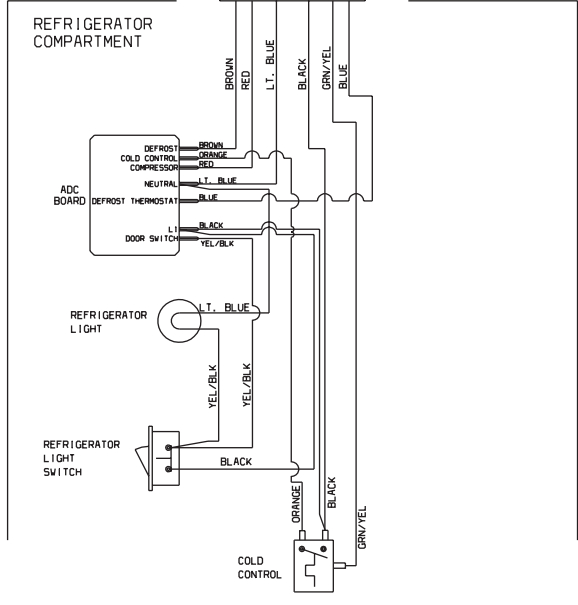 REFRIGERATOR
COMPARTMENT
BROWN
RED
LT. BLUE
BLACK
GRN/YEL
BLUE
ADC
BOARD
DEFROST
COLD CONTROL
COMPRESSOR
NEUTRAL
DEFROST THERMOSTAT
L1
DOOR SWITCH
BROWN
ORANGE
RED
LT. BLUE
BLUE
BLACK
YEL/BLK
REFRIGERATOR
LIGHT
LT. BLUE
YEL/BLK
YEL/BLK
REFRIGERATOR
LIGHT
SWITCH
BLACK
ORANGE
BLACK
GRN/YEL
COLD
CONTROL